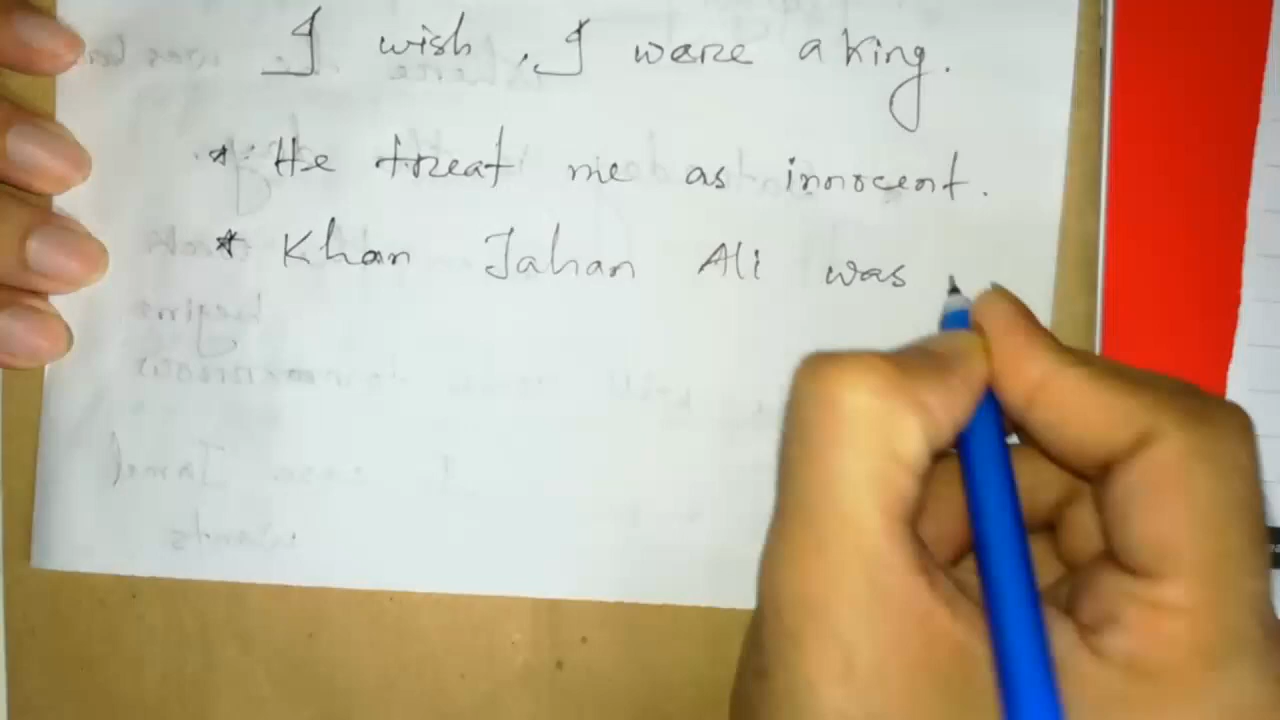 I wish, I were a king.
* He treat me as innocent.
* Khan Jahan Ali was